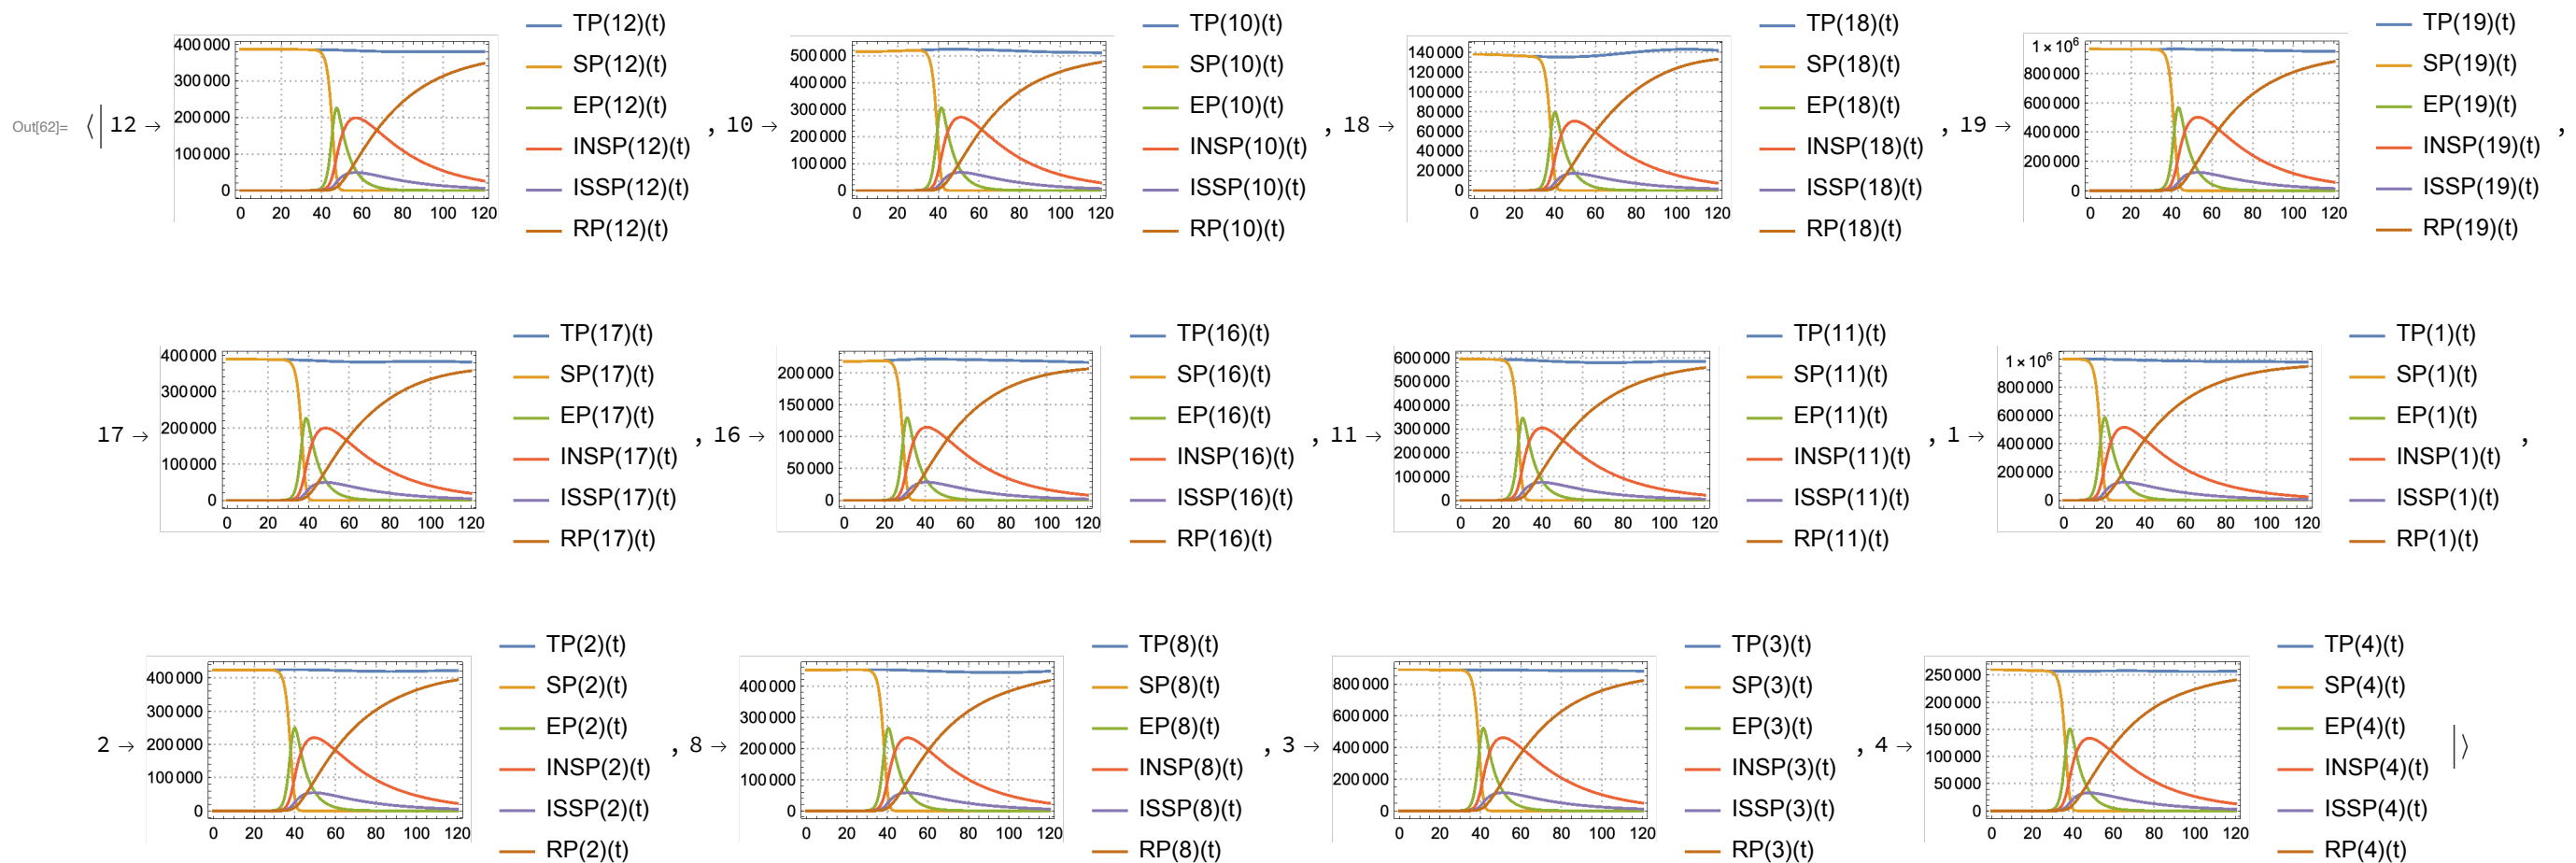 Out[62]= ⟨| 12 → 400 000 300 000 200 000 100 000 0 0 20 40 60 80 100 120 TP(12)(t) SP(12)(t) EP(12)(t) INSP(12)(t) ISSP(12)(t) RP(12)(t)
, 10 → 500 000 400 000 300 000 200 000 100 000 0 0 20 40 60 80 100 120 TP(10)(t) SP(10)(t) EP(10)(t) INSP(10)(t) ISSP(10)(t) RP(10)(t)
, 18 → 140 000 120 000 100 000 80 000 60 000 40 000 20 000 0 0 20 40 60 80 100 120 TP(18)(t) SP(18)(t) EP(18)(t) INSP(18)(t) ISSP(18)(t) RP(18)(t)
, 19 → 1 × 10⁶ 800 000 600 000 400 000 200 000 0 0 20 40 60 80 100 120 TP(19)(t) SP(19)(t) EP(19)(t) INSP(19)(t) ISSP(19)(t) RP(19)(t) ,
17 → 400 000 300 000 200 000 100 000 0 0 20 40 60 80 100 120 TP(17)(t) SP(17)(t) EP(17)(t) INSP(17)(t) ISSP(17)(t) RP(17)(t)
, 16 → 200 000 150 000 100 000 50 000 0 0 20 40 60 80 100 120 TP(16)(t) SP(16)(t) EP(16)(t) INSP(16)(t) ISSP(16)(t) RP(16)(t)
, 11 → 600 000 500 000 400 000 300 000 200 000 100 000 0 0 20 40 60 80 100 120 TP(11)(t) SP(11)(t) EP(11)(t) INSP(11)(t) ISSP(11)(t) RP(11)(t)
, 1 → 1 × 10⁶ 800 000 600 000 400 000 200 000 0 0 20 40 60 80 100 120 TP(1)(t) SP(1)(t) EP(1)(t) INSP(1)(t) ISSP(1)(t) RP(1)(t) ,
2 → 400 000 300 000 200 000 100 000 0 0 20 40 60 80 100 120 TP(2)(t) SP(2)(t) EP(2)(t) INSP(2)(t) ISSP(2)(t) RP(2)(t)
, 8 → 400 000 300 000 200 000 100 000 0 0 20 40 60 80 100 120 TP(8)(t) SP(8)(t) EP(8)(t) INSP(8)(t) ISSP(8)(t) RP(8)(t)
, 3 → 800 000 600 000 400 000 200 000 0 0 20 40 60 80 100 120 TP(3)(t) SP(3)(t) EP(3)(t) INSP(3)(t) ISSP(3)(t) RP(3)(t)
, 4 → 250 000 200 000 150 000 100 000 50 000 0 0 20 40 60 80 100 120 TP(4)(t) SP(4)(t) EP(4)(t) INSP(4)(t) ISSP(4)(t) RP(4)(t) |⟩